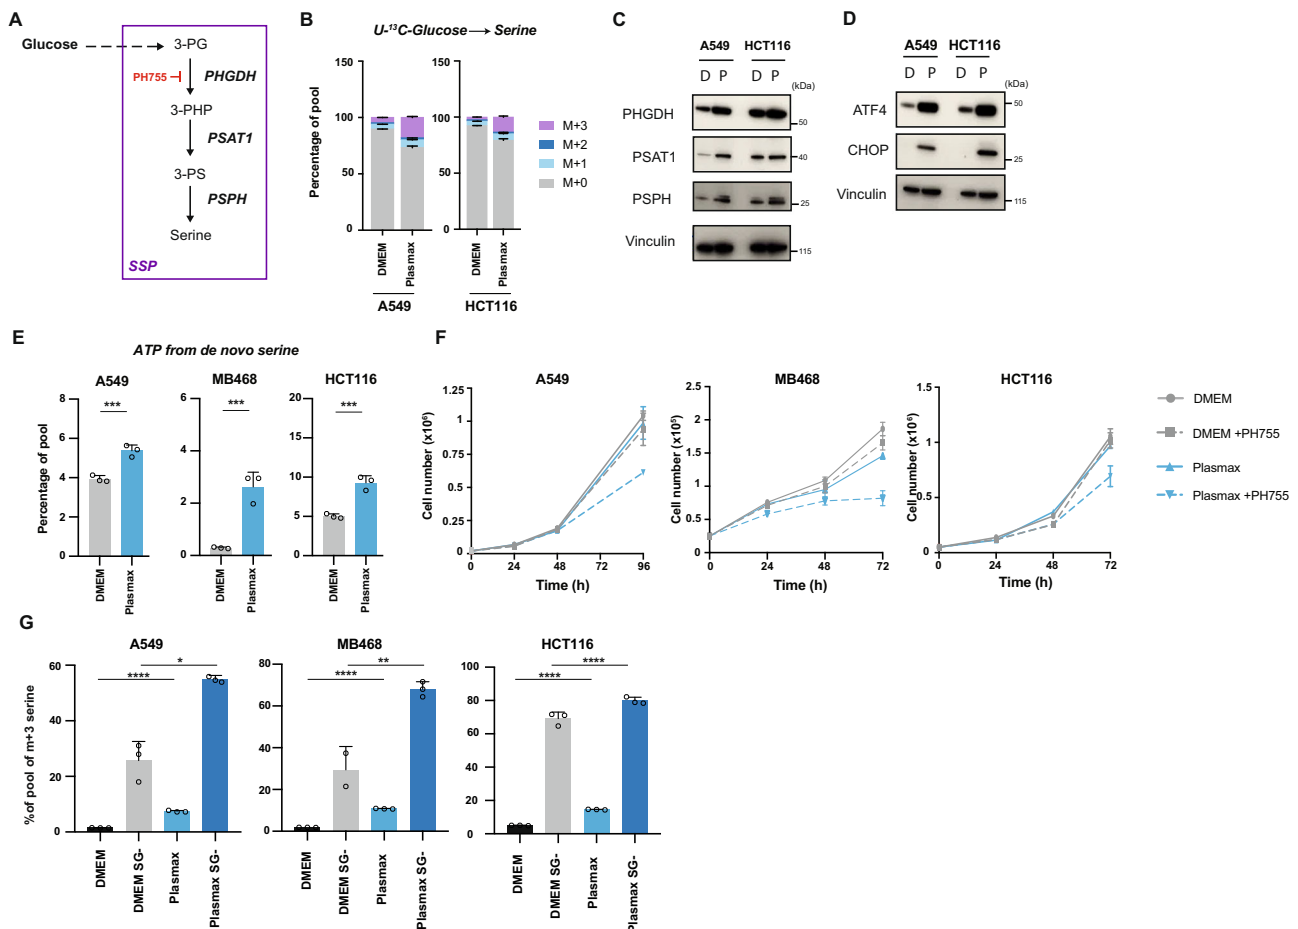 A
Glucose
3-PG
PH755
PHGDH
3-PHP
PSAT1
3-PS
PSPH
Serine
SSP
B
U-¹³C-Glucose → Serine
Percentage of pool
150
100
50
0
150
100
50
0
DMEM
Plasmax
DMEM
Plasmax
A549
HCT116
M+3
M+2
M+1
M+0
C
A549 HCT116
D P D P
(kDa)
PHGDH
50
PSAT1
40
PSPH
25
Vinculin
115
D
A549 HCT116
D P D P
(kDa)
ATF4
50
CHOP
25
Vinculin
115
E
ATP from de novo serine
A549
Percentage of pool
8
6
4
2
0
***
DMEM
Plasmax
MB468
6
4
2
0
***
DMEM
Plasmax
HCT116
20
15
10
5
0
***
DMEM
Plasmax
F
A549
Cell number (x10⁶)
1.25
1
0.75
0.5
0.25
0
0 24 48 72 96
Time (h)
MB468
Cell number (x10⁵)
2.5
2.0
1.5
1.0
0.5
0
0 24 48 72
Time (h)
HCT116
Cell number (x10⁶)
1.5
1
0.5
0
0 24 48 72
Time (h)
DMEM
DMEM +PH755
Plasmax
Plasmax +PH755
G
A549
%of pool of m+3 serine
60
40
20
0
*
****
DMEM
DMEM SG-
Plasmax
Plasmax SG-
MB468
80
60
40
20
0
**
****
DMEM
DMEM SG-
Plasmax
Plasmax SG-
HCT116
100
80
60
40
20
0
****
****
DMEM
DMEM SG-
Plasmax
Plasmax SG-